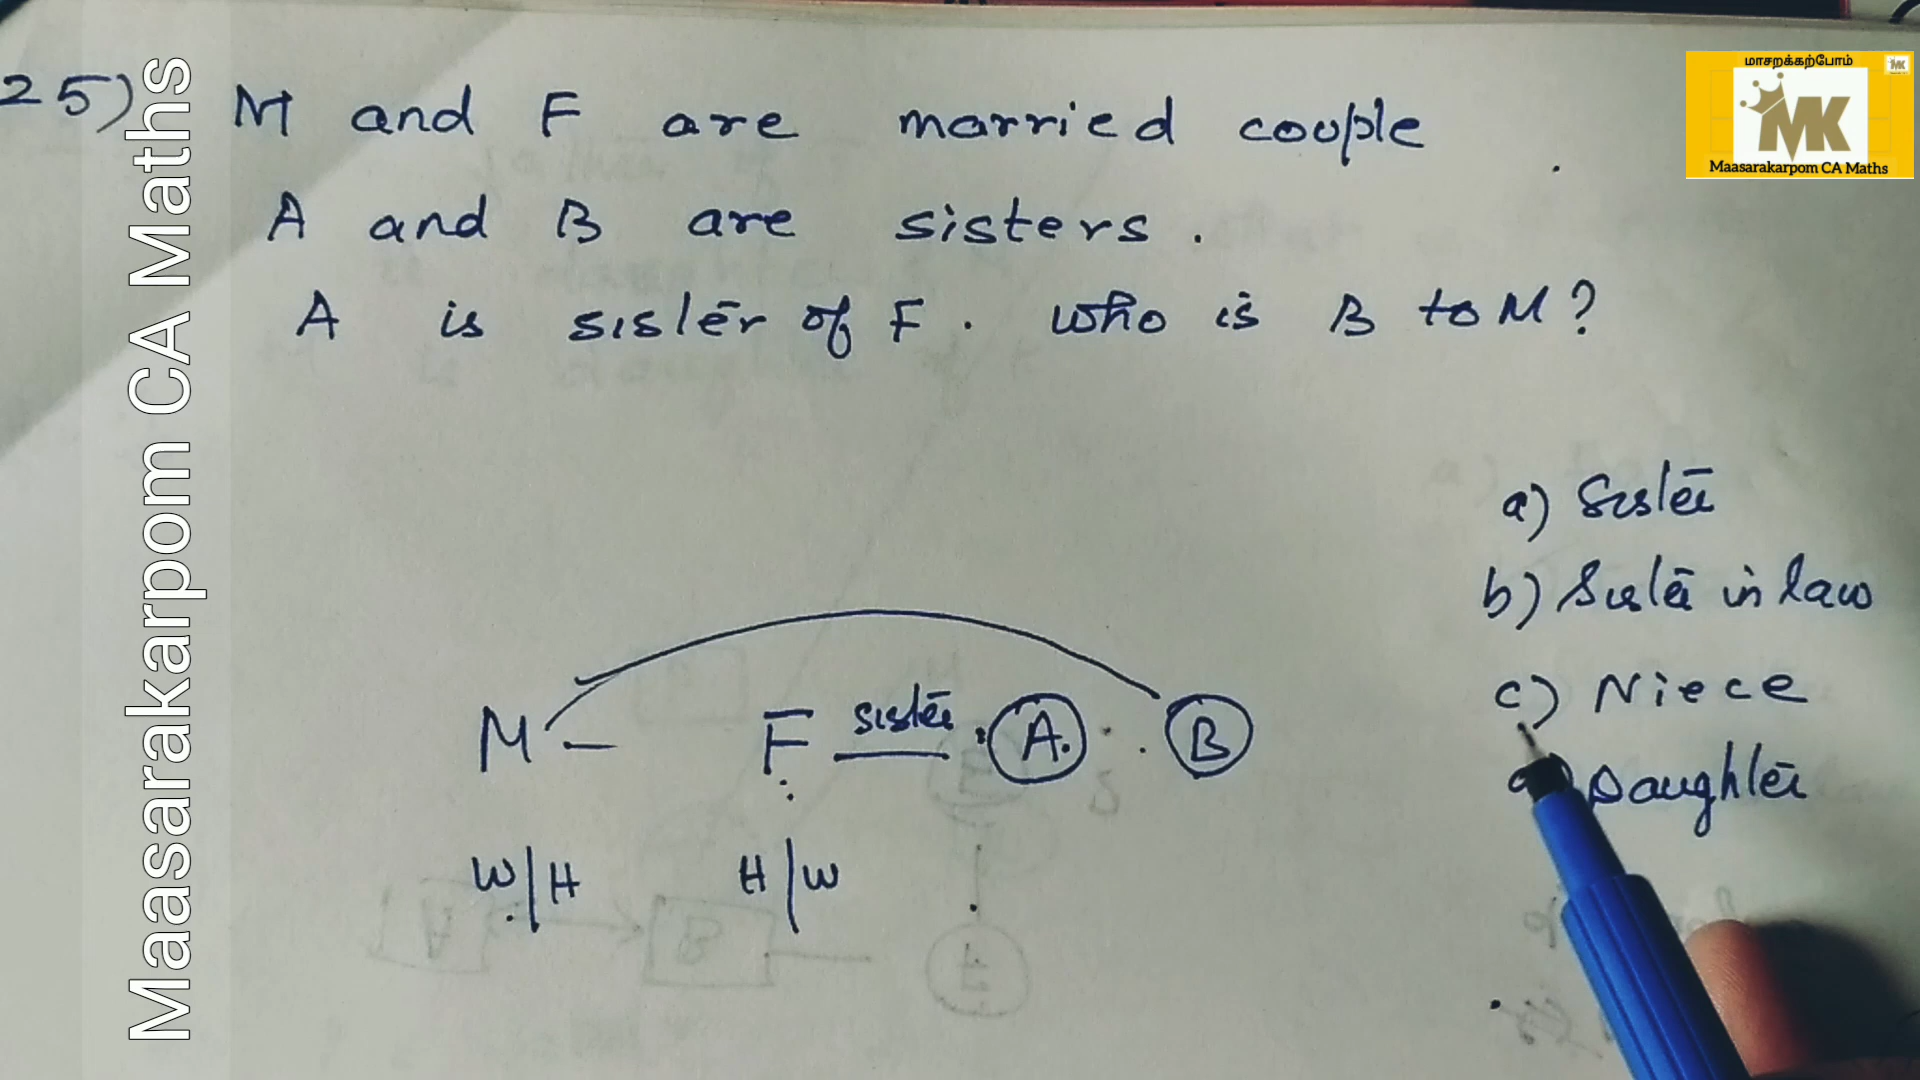 25) M and F are married couple
A and B are sisters.
A is sister of F. Who is B to M?
a) Sister
b) Sister in law
c) Niece
d) Daughter
M — F sister A. B
W/H H/W
Maasarakarpom CA Maths
மாசறக்கற்போம்
MK
Maasarakarpom CA Maths